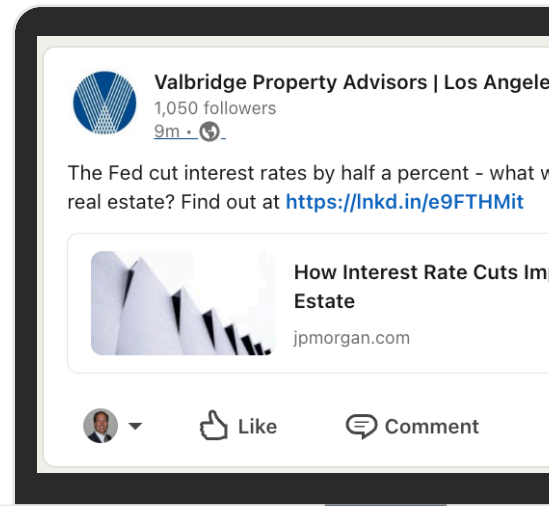 Valbridge Property Advisors | Los Angele
1,050 followers
9m •
The Fed cut interest rates by half a percent - what w
real estate? Find out at https://lnkd.in/e9FTHMit
How Interest Rate Cuts Im
Estate
jpmorgan.com
Like
Comment